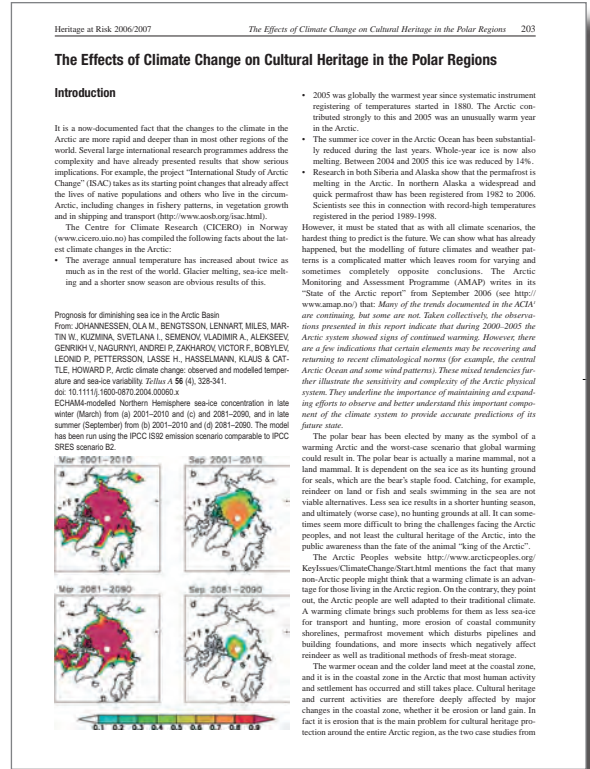 Heritage at Risk 2006/2007
The Effects of Climate Change on Cultural Heritage in the Polar Regions 203
The Effects of Climate Change on Cultural Heritage in the Polar Regions
Introduction
It is a now-documented fact that the changes to the climate in the
Arctic are more rapid and deeper than in most other regions of the
world. Several large international research programmes address the
complexity and have already presented results that show serious
implications. For example, the project “International Study of Arctic
Change” (ISAC) takes as its starting point changes that already affect
the lives of native populations and others who live in the circum-
Arctic, including changes in fishery patterns, in vegetation growth
and in shipping and transport (http://www.aosb.org/isac.html).
The Centre for Climate Research (CICERO) in Norway
(www.cicero.uio.no) has compiled the following facts about the lat-
est climate changes in the Arctic:
• The average annual temperature has increased about twice as
much as in the rest of the world. Glacier melting, sea-ice melt-
ing and a shorter snow season are obvious results of this.
Prognosis for diminishing sea ice in the Arctic Basin
From: JOHANNESSEN, OLA M., BENGTSSON, LENNART, MILES, MAR-
TIN W., KUZMINA, SVETLANA I., SEMENOV, VLADIMIR A., ALEKSEEV,
GENRIKH V., NAGURNYI, ANDREI P., ZAKHAROV, VICTOR F., BOBYLEV,
LEONID P., PETTERSSON, LASSE H., HASSELMANN, KLAUS & CAT-
TLE, HOWARD P., Arctic climate change: observed and modelled temper-
ature and sea-ice variability. Tellus A 56 (4), 328-341.
doi: 10.1111/j.1600-0870.2004.00060.x
ECHAM4-modelled Northern Hemisphere sea-ice concentration in late
winter (March) from (a) 2001–2010 and (c) and 2081–2090, and in late
summer (September) from (b) 2001–2010 and (d) 2081–2090. The model
has been run using the IPCC IS92 emission scenario comparable to IPCC
SRES scenario B2.
Mar 2001-2010 Sep 2001-2010
a b
Mar 2081-2090 Sep 2081-2090
c d
0.1 0.2 0.3 0.4 0.5 0.6 0.7 0.8 0.9
• 2005 was globally the warmest year since systematic instrument
registering of temperatures started in 1880. The Arctic con-
tributed strongly to this and 2005 was an unusually warm year
in the Arctic.
• The summer ice cover in the Arctic Ocean has been substantial-
ly reduced during the last years. Whole-year ice is now also
melting. Between 2004 and 2005 this ice was reduced by 14%.
• Research in both Siberia and Alaska show that the permafrost is
melting in the Arctic. In northern Alaska a widespread and
quick permafrost thaw has been registered from 1982 to 2006.
Scientists see this in connection with record-high temperatures
registered in the period 1989-1998.
However, it must be stated that as with all climate scenarios, the
hardest thing to predict is the future. We can show what has already
happened, but the modelling of future climates and weather pat-
terns is a complicated matter which leaves room for varying and
sometimes completely opposite conclusions. The Arctic
Monitoring and Assessment Programme (AMAP) writes in its
“State of the Arctic report” from September 2006 (see http://
www.amap.no/) that: Many of the trends documented in the ACIA¹
are continuing, but some are not. Taken collectively, the observa-
tions presented in this report indicate that during 2000–2005 the
Arctic system showed signs of continued warming. However, there
are a few indications that certain elements may be recovering and
returning to recent climatological norms (for example, the central
Arctic Ocean and some wind patterns). These mixed tendencies fur-
ther illustrate the sensitivity and complexity of the Arctic physical
system. They underline the importance of maintaining and expand-
ing efforts to observe and better understand this important compo-
nent of the climate system to provide accurate predictions of its
future state.
The polar bear has been elected by many as the symbol of a
warming Arctic and the worst-case scenario that global warming
could result in. The polar bear is actually a marine mammal, not a
land mammal. It is dependent on the sea ice as its hunting ground
for seals, which are the bear’s staple food. Catching, for example,
reindeer on land or fish and seals swimming in the sea are not
viable alternatives. Less sea ice results in a shorter hunting season,
and ultimately (worse case), no hunting grounds at all. It can some-
times seem more difficult to bring the challenges facing the Arctic
peoples, and not least the cultural heritage of the Arctic, into the
public awareness than the fate of the animal “king of the Arctic”.
The Arctic Peoples website http://www.arcticpeoples.org/
KeyIssues/ClimateChange/Start.html mentions the fact that many
non-Arctic people might think that a warming climate is an advan-
tage for those living in the Arctic region. On the contrary, they point
out, the Arctic people are well adapted to their traditional climate.
A warming climate brings such problems for them as less sea-ice
for transport and hunting, more erosion of coastal community
shorelines, permafrost movement which disturbs pipelines and
building foundations, and more insects which negatively affect
reindeer as well as traditional methods of fresh-meat storage.
The warmer ocean and the colder land meet at the coastal zone,
and it is in the coastal zone in the Arctic that most human activity
and settlement has occurred and still takes place. Cultural heritage
and current activities are therefore deeply affected by major
changes in the coastal zone, whether it be erosion or land gain. In
fact it is erosion that is the main problem for cultural heritage pro-
tection around the entire Arctic region, as the two case studies from